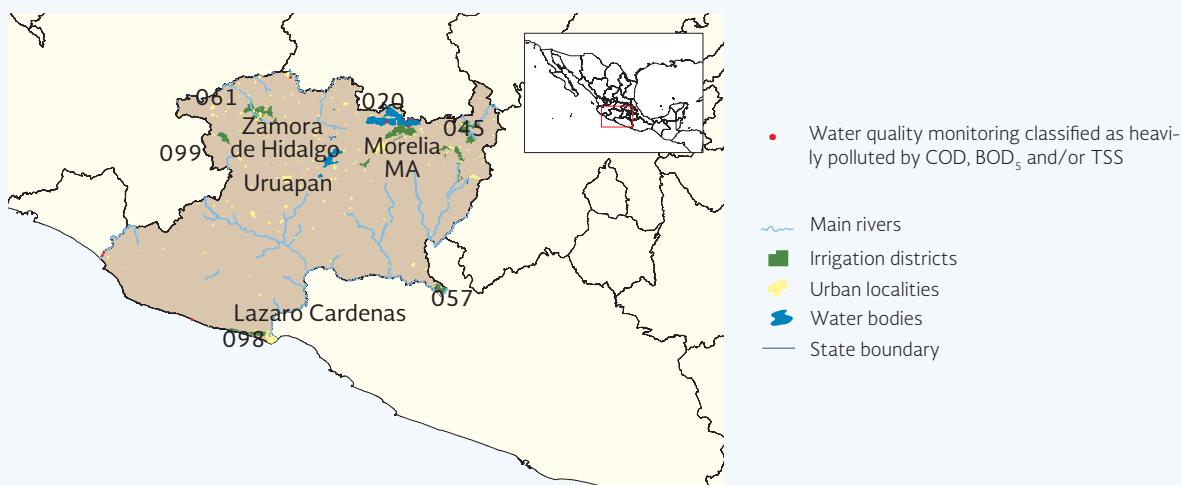 061
020
Zamora
de Hidalgo
045
099
Morelia
MA
Uruapan
057
Lazaro Cardenas
098
Water quality monitoring classified as heavi-
ly polluted by COD, BOD₅ and/or TSS
Main rivers
Irrigation districts
Urban localities
Water bodies
State boundary